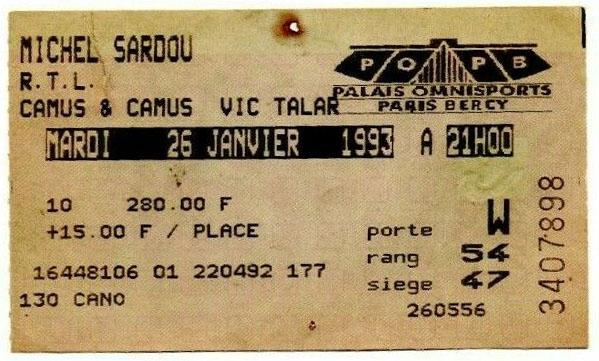 MICHEL SARDOU
R.T.L.
CAMUS & CAMUS VIC TALAR
POPB
PALAIS OMNISPORTS
PARIS BERCY
MARDI 26 JANVIER 1993 A 21H00
10 280.00 F
+15.00 F / PLACE
porte W
rang 54
siege 47
16448106 01 220492 177
130 CANO
260556
3407898